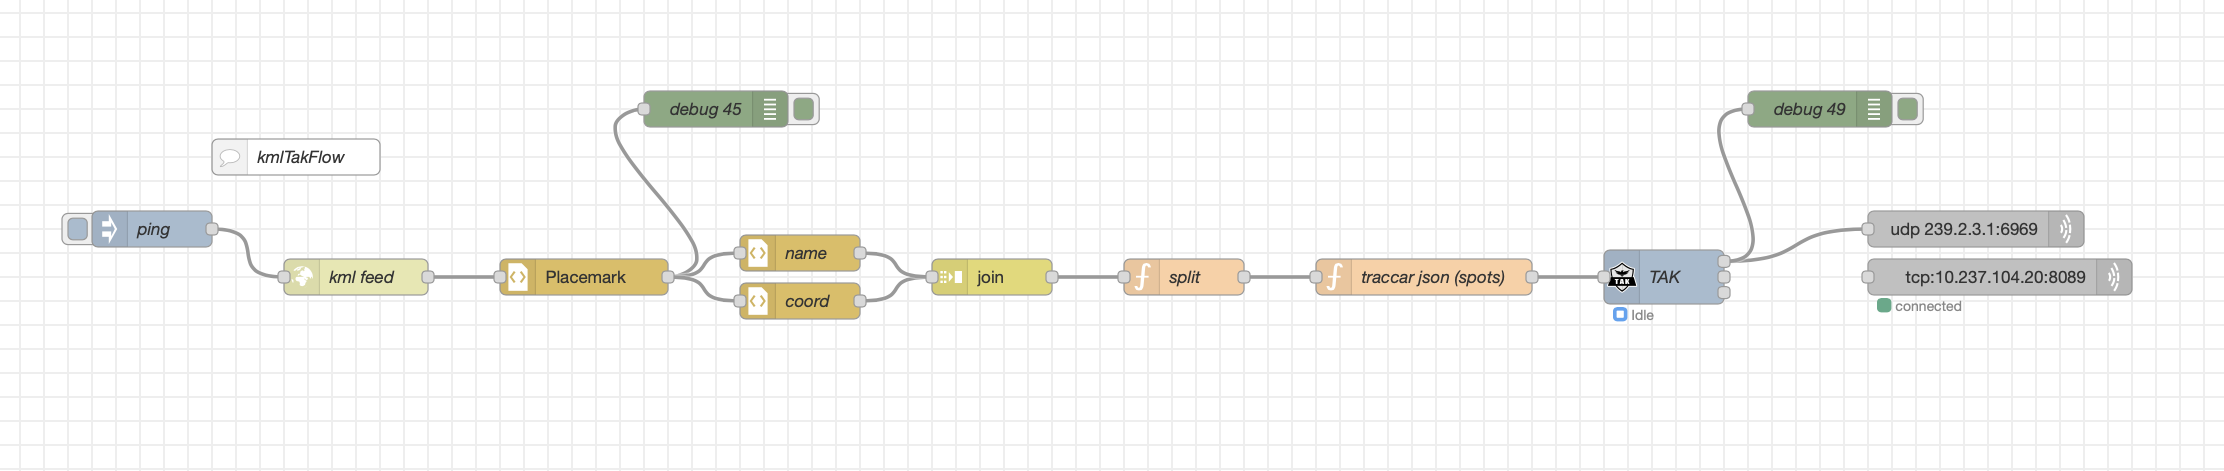 debug 45
debug 49
kmlTakFlow
ping
udp 239.2.3.1:6969
name
kml feed
Placemark
join
split
traccar json (spots)
TAK
TAK
tcp:10.237.104.20:8089
coord
Idle
connected